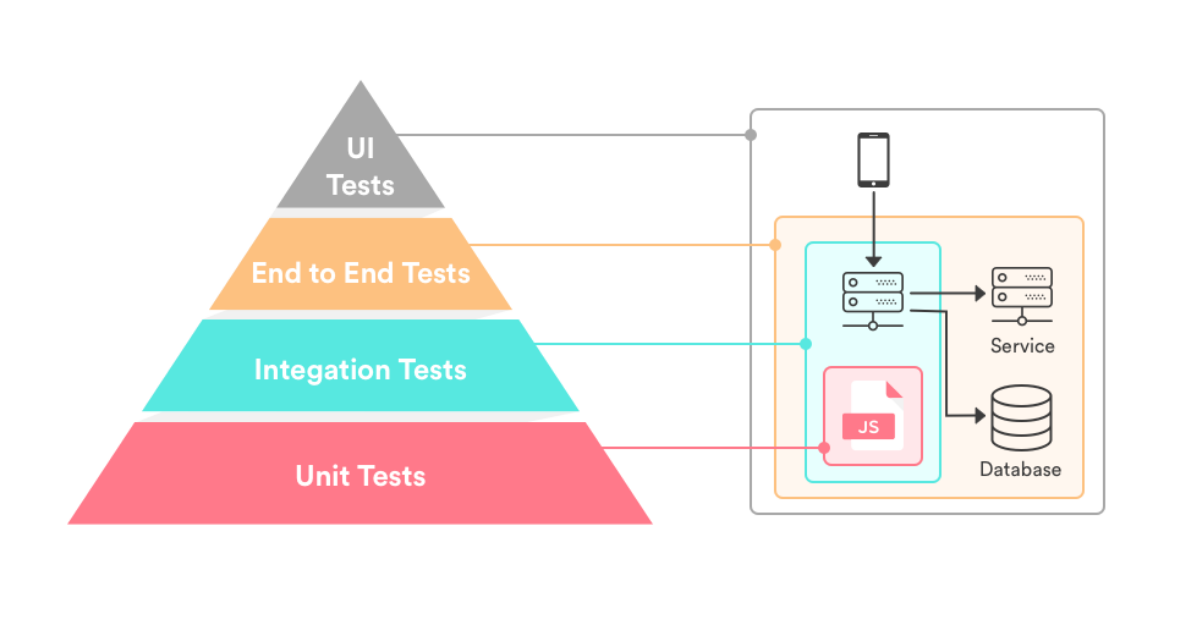 UI
Tests
End to End Tests
Integation Tests
Unit Tests
JS
Service
Database